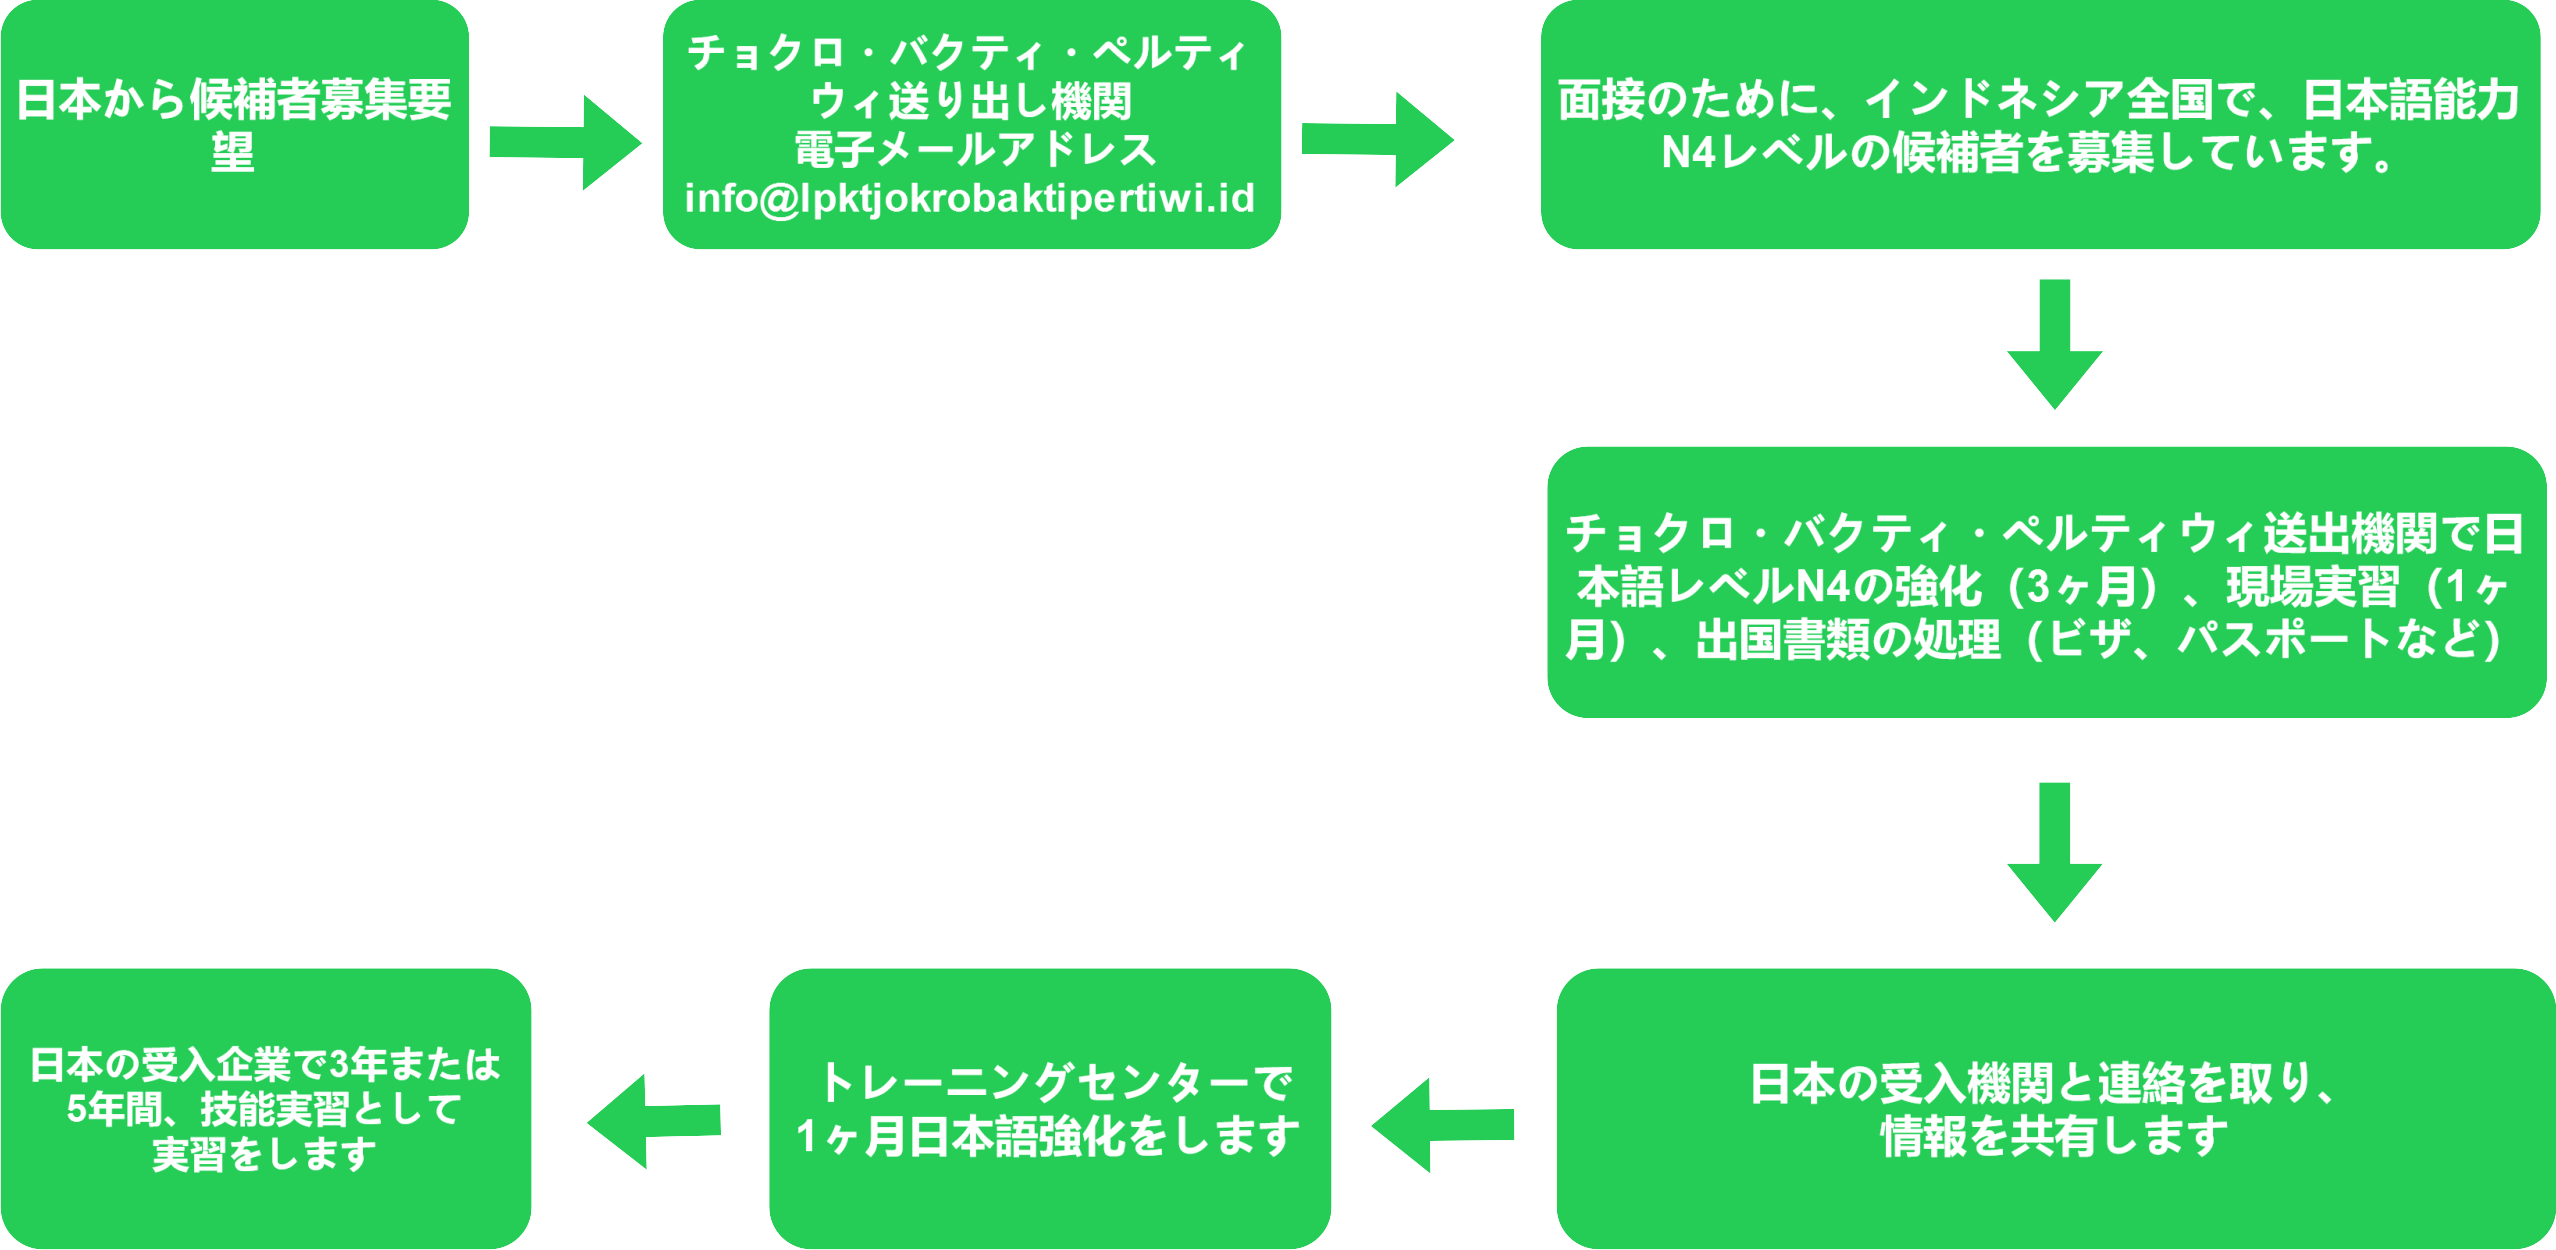 日本から候補者募集要
望
チョクロ・バクティ・ペルティ
ウィ送り出し機関
電子メールアドレス
info@lpktjokrobaktipertiwi.id
面接のために、インドネシア全国で、日本語能力
N4レベルの候補者を募集しています。
チョクロ・バクティ・ペルティウィ送出機関で日
本語レベルN4の強化（3ヶ月）、現場実習（1ヶ
月）、出国書類の処理（ビザ、パスポートなど）
日本の受入機関と連絡を取り、
情報を共有します
トレーニングセンターで
1ヶ月日本語強化をします
日本の受入企業で3年または
5年間、技能実習として
実習をします